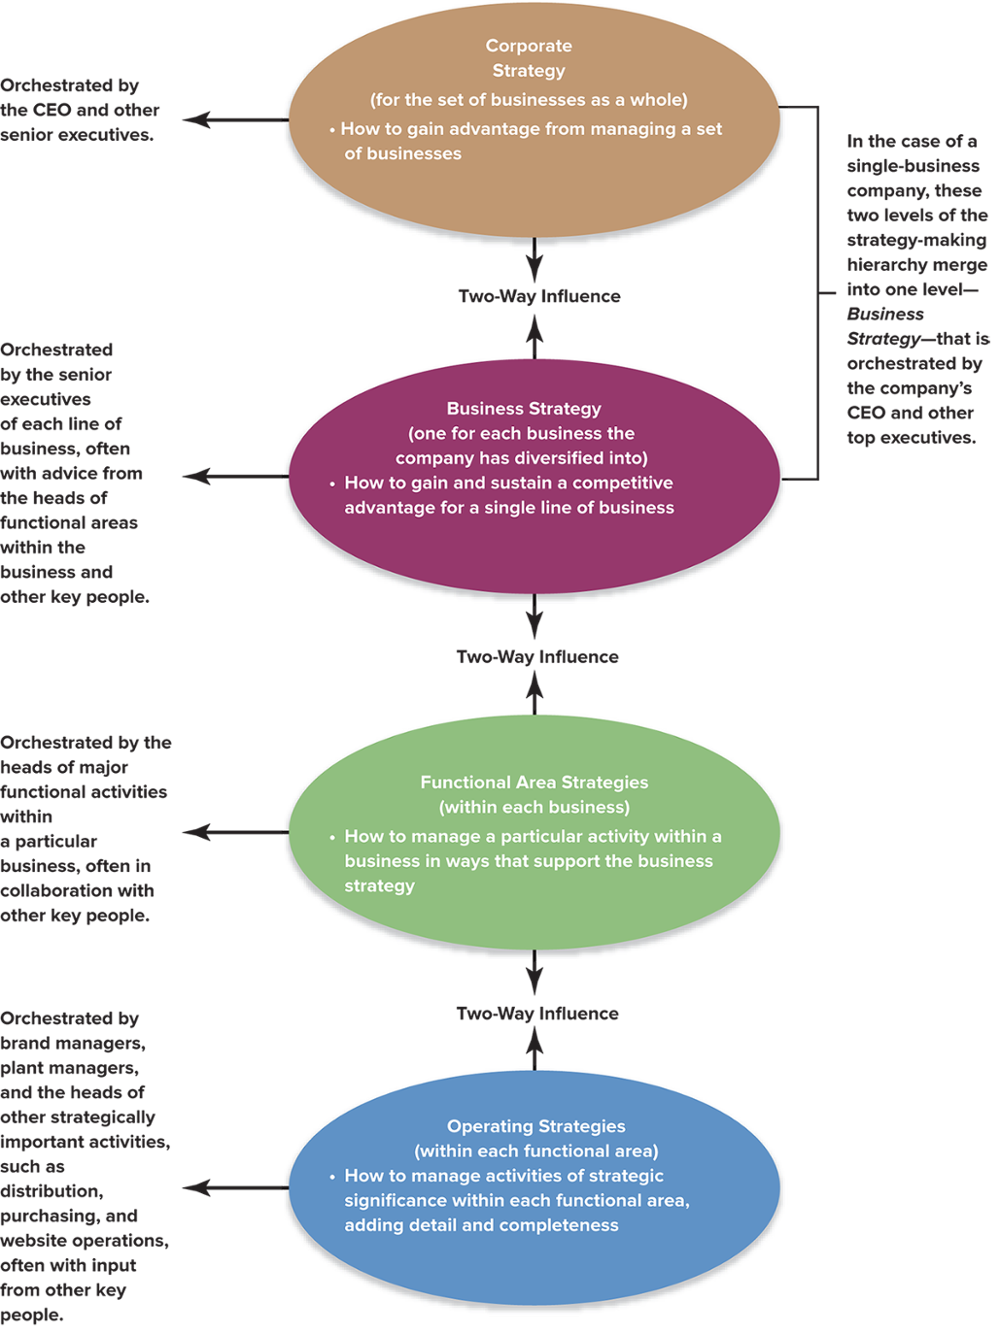 Corporate
Strategy
(for the set of businesses as a whole)
• How to gain advantage from managing a set
of businesses
Orchestrated by
the CEO and other
senior executives.
In the case of a
single-business
company, these
two levels of the
strategy-making
hierarchy merge
into one level—
Business
Strategy—that is
orchestrated by
the company’s
CEO and other
top executives.
Two-Way Influence
Orchestrated
by the senior
executives
of each line of
business, often
with advice from
the heads of
functional areas
within the
business and
other key people.
Business Strategy
(one for each business the
company has diversified into)
• How to gain and sustain a competitive
advantage for a single line of business
Two-Way Influence
Orchestrated by the
heads of major
functional activities
within
a particular
business, often in
collaboration with
other key people.
Functional Area Strategies
(within each business)
• How to manage a particular activity within a
business in ways that support the business
strategy
Two-Way Influence
Orchestrated by
brand managers,
plant managers,
and the heads of
other strategically
important activities,
such as
distribution,
purchasing, and
website operations,
often with input
from other key
people.
Operating Strategies
(within each functional area)
• How to manage activities of strategic
significance within each functional area,
adding detail and completeness